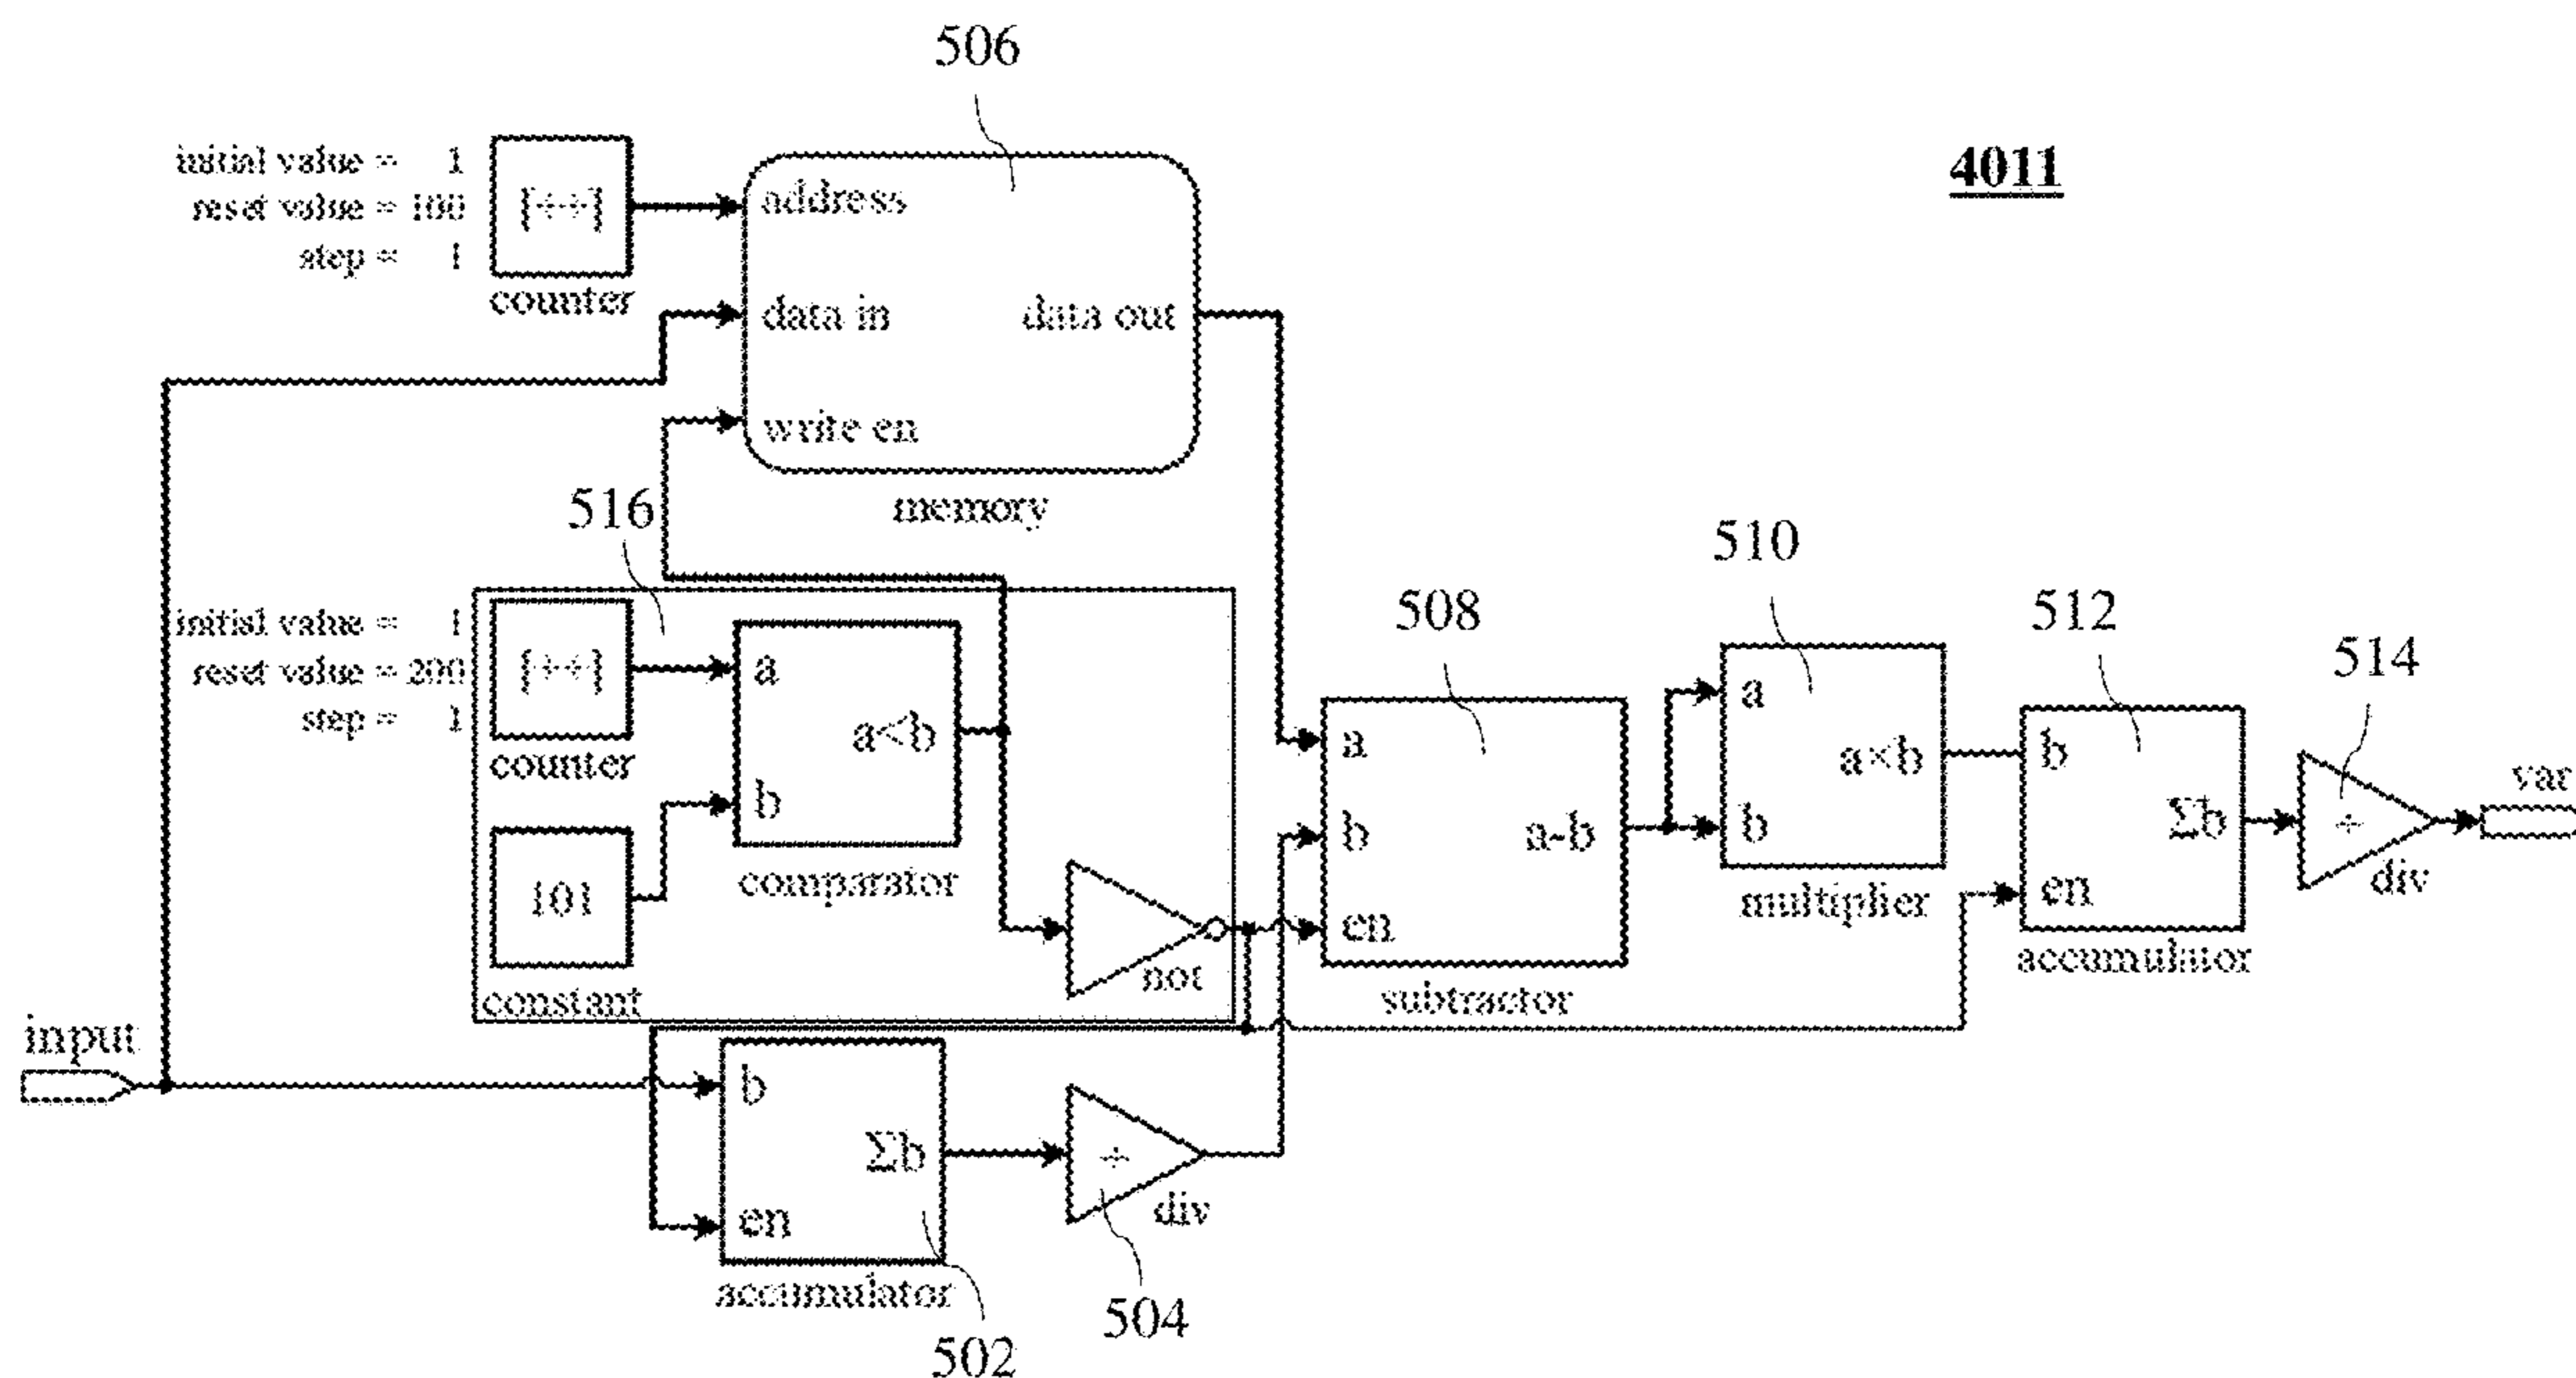 506
4011
initial value = 1
reset value = 100
step = 1
[++]
counter
address
data in
data out
write en
memory
516
initial value = 1
reset value = 200
step = 1
[++]
counter
101
constant
a
b
a<b
comparator
not
508
a
b
en
a-b
subtractor
510
a
b
a×b
multiplier
512
b
en
Σb
accumulator
514
÷
div
var
input
b
en
Σb
accumulator
502
÷
div
504